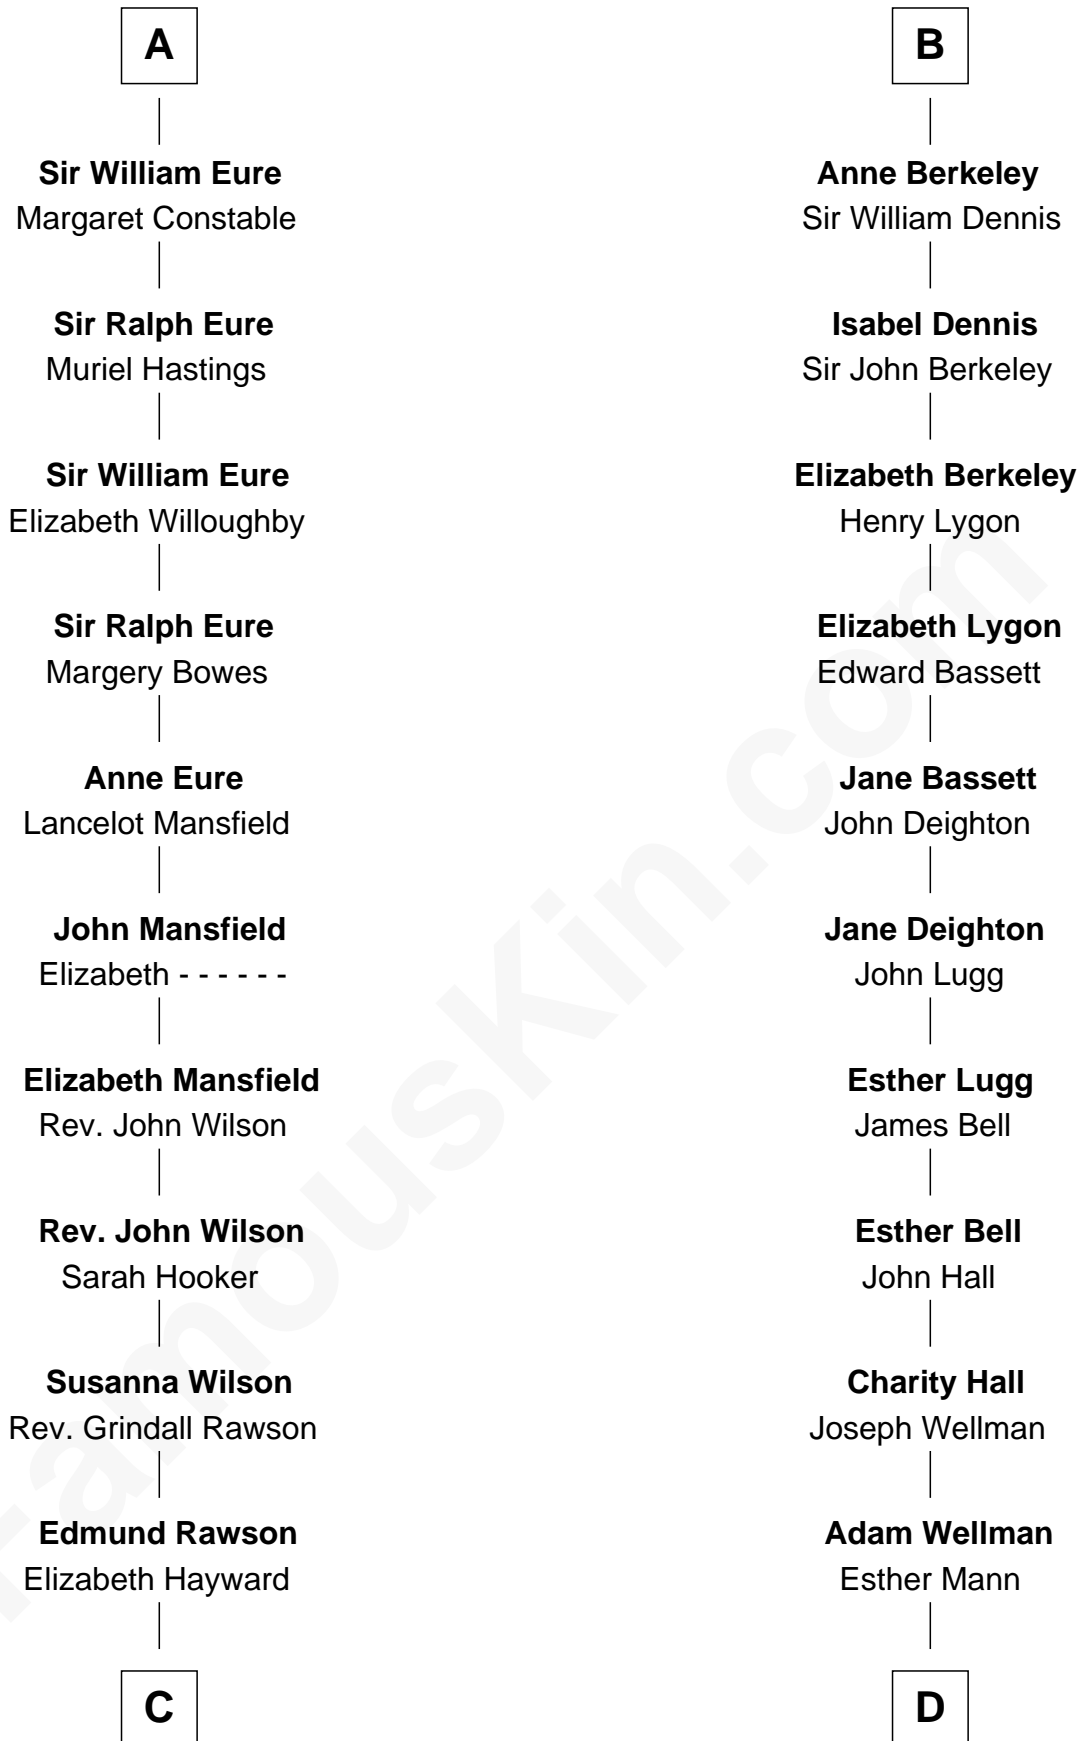 A
Sir William Eure
Margaret Constable
Sir Ralph Eure
Muriel Hastings
Sir William Eure
Elizabeth Willoughby
Sir Ralph Eure
Margery Bowes
Anne Eure
Lancelot Mansfield
John Mansfield
Elizabeth - - - - - -
Elizabeth Mansfield
Rev. John Wilson
Rev. John Wilson
Sarah Hooker
Susanna Wilson
Rev. Grindall Rawson
Edmund Rawson
Elizabeth Hayward
C
B
Anne Berkeley
Sir William Dennis
Isabel Dennis
Sir John Berkeley
Elizabeth Berkeley
Henry Lygon
Elizabeth Lygon
Edward Bassett
Jane Bassett
John Deighton
Jane Deighton
John Lugg
Esther Lugg
James Bell
Esther Bell
John Hall
Charity Hall
Joseph Wellman
Adam Wellman
Esther Mann
D
FamousKin.com